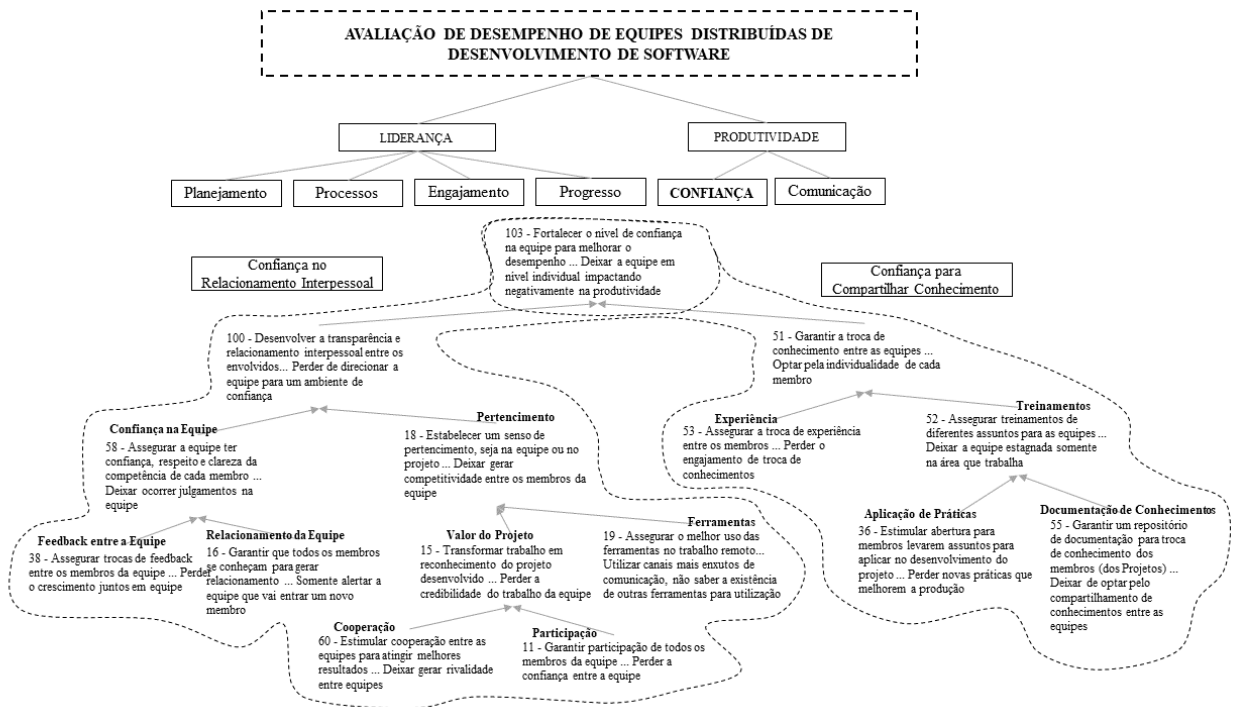 AVALIAÇÃO DE DESEMPENHO DE EQUIPES DISTRIBUÍDAS DE
DESENVOLVIMENTO DE SOFTWARE
LIDERANÇA
PRODUTIVIDADE
Planejamento
Processos
Engajamento
Progresso
CONFIANÇA
Comunicação
103 - Fortalecer o nivel de confiança
na equipe para melhorar o
desempenho ... Deixar a equipe em
nivel individual impactando
negativamente na produtividade
Confiança no
Relacionamento Interpessoal
Confiança para
Compartilhar Conhecimento
100 - Desenvolver a transparência e
relacionamento interpessoal entre os
envolvidos... Perder de direcionar a
equipe para um ambiente de
confiança
51 - Garantir a troca de
conhecimento entre as equipes ...
Optar pela individualidade de cada
membro
Confiança na Equipe
58 - Assegurar a equipe ter
confiança, respeito e clareza da
competência de cada membro ...
Deixar ocorrer julgamentos na
equipe
Pertencimento
18 - Estabelecer um senso de
pertencimento, seja na equipe ou no
projeto ... Deixar gerar
competitividade entre os membros da
equipe
Experiência
53 - Assegurar a troca de experiência
entre os membros ... Perder o
engajamento de troca de
conhecimentos
Treinamentos
52 - Assegurar treinamentos de
diferentes assuntos para as equipes ...
Deixar a equipe estagnada somente
na área que trabalha
Feedback entre a Equipe
38 - Assegurar trocas de feedback
entre os membros da equipe ... Perder
o crescimento juntos em equipe
Relacionamento da Equipe
16 - Garantir que todos os membros
se conheçam para gerar
relacionamento ... Somente alertar a
equipe que vai entrar um novo
membro
Valor do Projeto
15 - Transformar trabalho em
reconhecimento do projeto
desenvolvido ... Perder a
credibilidade do trabalho da equipe
Ferramentas
19 - Assegurar o melhor uso das
ferramentas no trabalho remoto...
Utilizar canais mais enxutos de
comunicação, não saber a existência
de outras ferramentas para utilização
Aplicação de Práticas
36 - Estimular abertura para
membros levarem assuntos para
aplicar no desenvolvimento do
projeto ... Perder novas práticas que
melhorem a produção
Documentação de Conhecimentos
55 - Garantir um repositório
de documentação para troca
de conhecimento dos
membros (dos Projetos) ...
Deixar de optar pelo
compartilhamento de
conhecimentos entre as
equipes
Cooperação
60 - Estimular cooperação entre as
equipes para atingir melhores
resultados ... Deixar gerar rivalidade
entre equipes
Participação
11 - Garantir participação de todos os
membros da equipe ... Perder a
confiança entre a equipe